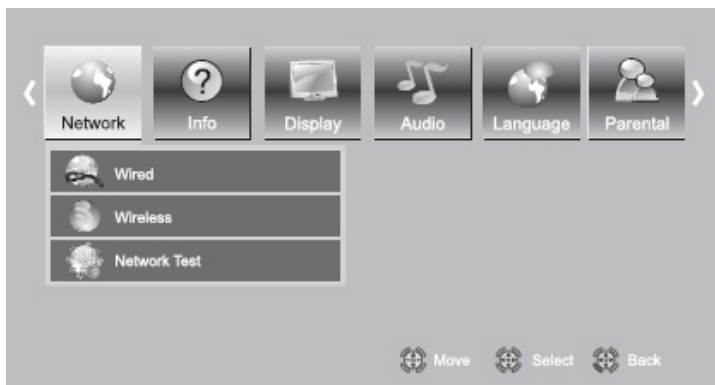 Network Info Display Audio Language Parental
Wired
Wireless
Network Test
Move Select Back